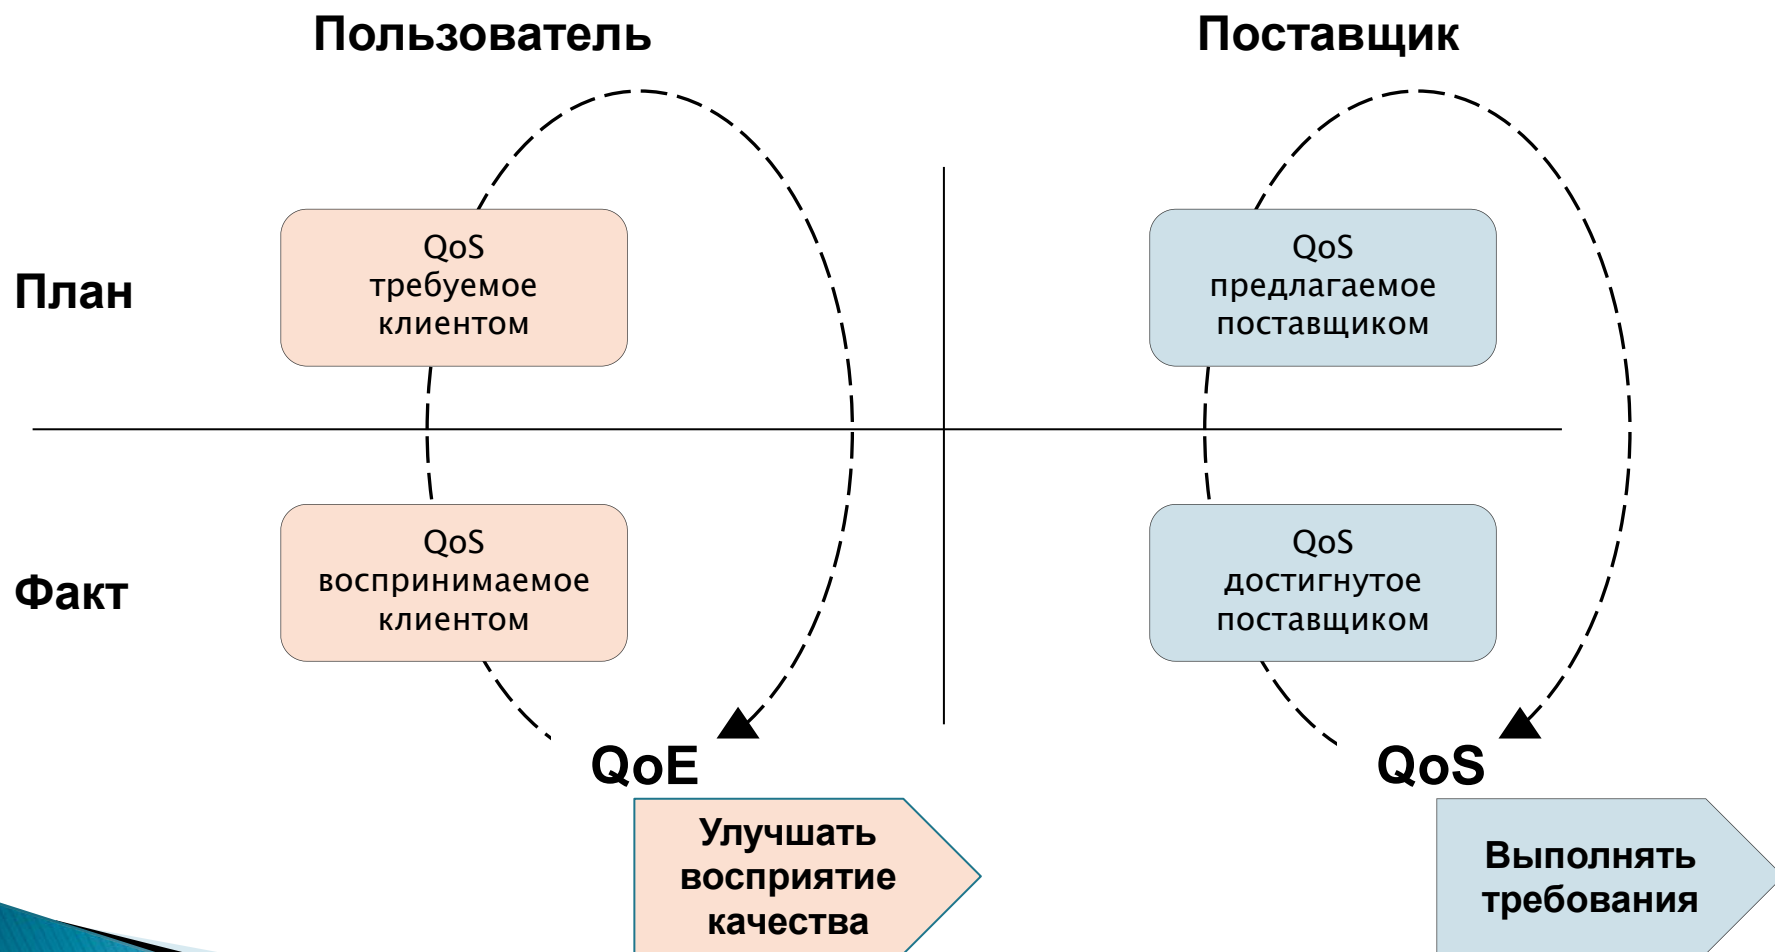 Пользователь
Поставщик
План
QoS
требуемое
клиентом
QoS
предлагаемое
поставщиком
Факт
QoS
воспринимаемое
клиентом
QoS
достигнутое
поставщиком
QoE
QoS
Улучшать
восприятие
качества
Выполнять
требования